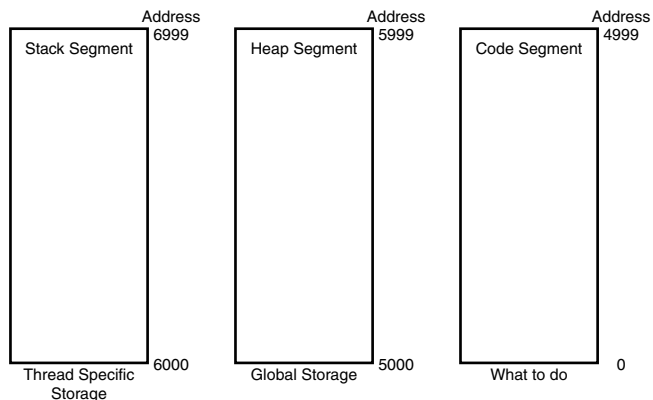 Address
6999
Stack Segment
6000
Thread Specific
Storage
Address
5999
Heap Segment
5000
Global Storage
Address
4999
Code Segment
0
What to do